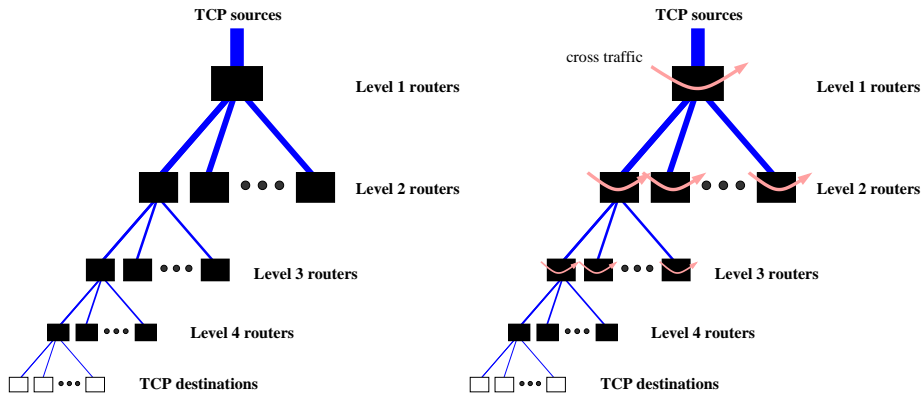 TCP sources
Level 1 routers
Level 2 routers
Level 3 routers
Level 4 routers
TCP destinations
TCP sources
cross traffic
Level 1 routers
Level 2 routers
Level 3 routers
Level 4 routers
TCP destinations